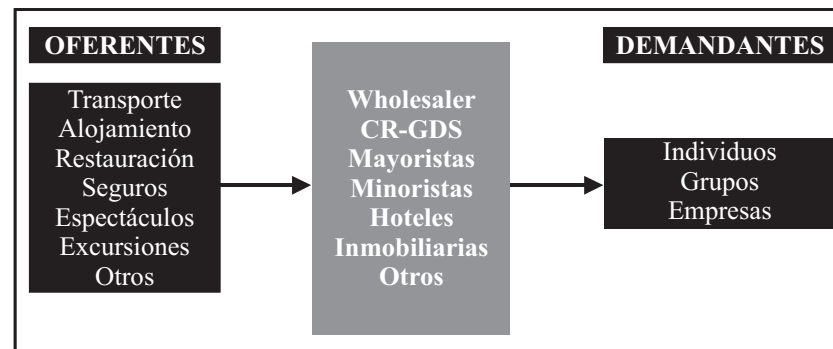 OFERENTES
Transporte
Alojamiento
Restauración
Seguros
Espectáculos
Excursiones
Otros
Wholesaler
CR-GDS
Mayoristas
Minoristas
Hoteles
Inmobiliarias
Otros
DEMANDANTES
Individuos
Grupos
Empresas